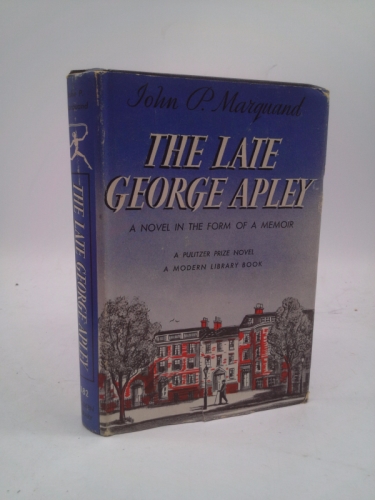 John P. Marquand
THE LATE
GEORGE APLEY
A NOVEL IN THE FORM OF A MEMOIR
A PULITZER PRIZE NOVEL
A MODERN LIBRARY BOOK
THE LATE GEORGE APLEY